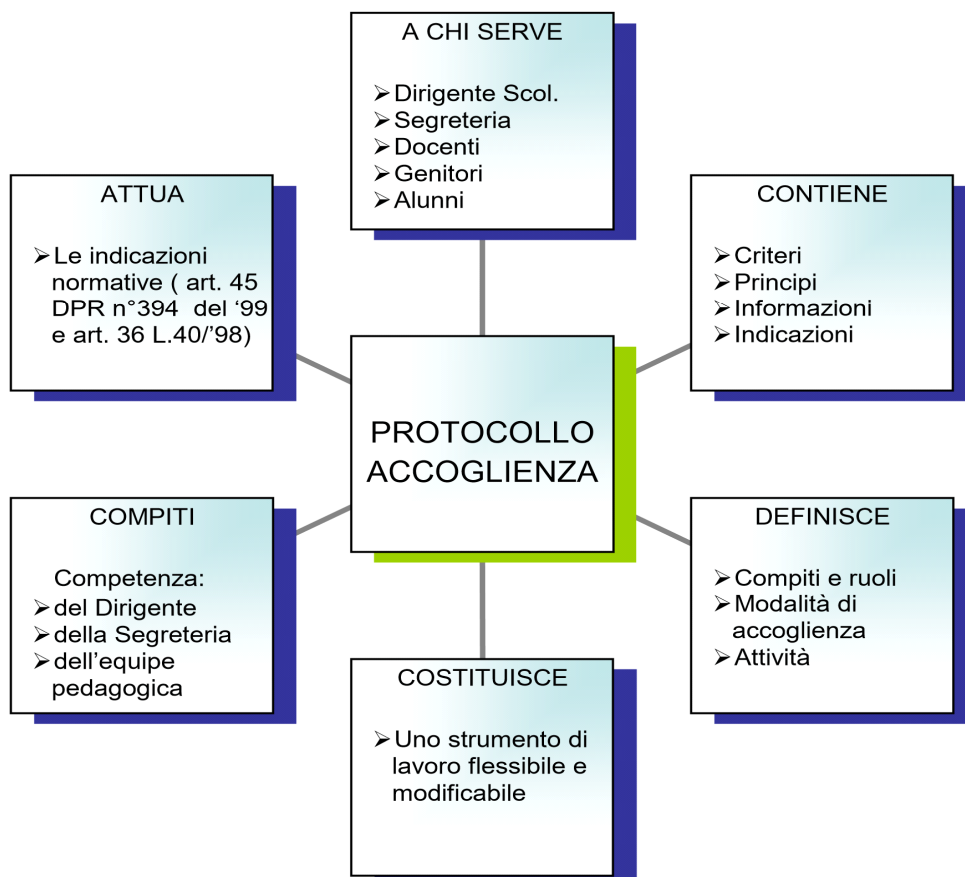 A CHI SERVE
➢Dirigente Scol.
➢Segreteria
➢Docenti
➢Genitori
➢Alunni
ATTUA
➢Le indicazioni
normative ( art. 45
DPR n°394 del ‘99
e art. 36 L.40/’98)
CONTIENE
➢Criteri
➢Principi
➢Informazioni
➢Indicazioni
PROTOCOLLO
ACCOGLIENZA
COMPITI
Competenza:
➢del Dirigente
➢della Segreteria
➢dell’equipe
pedagogica
DEFINISCE
➢Compiti e ruoli
➢Modalità di
accoglienza
➢Attività
COSTITUISCE
➢Uno strumento di
lavoro flessibile e
modificabile